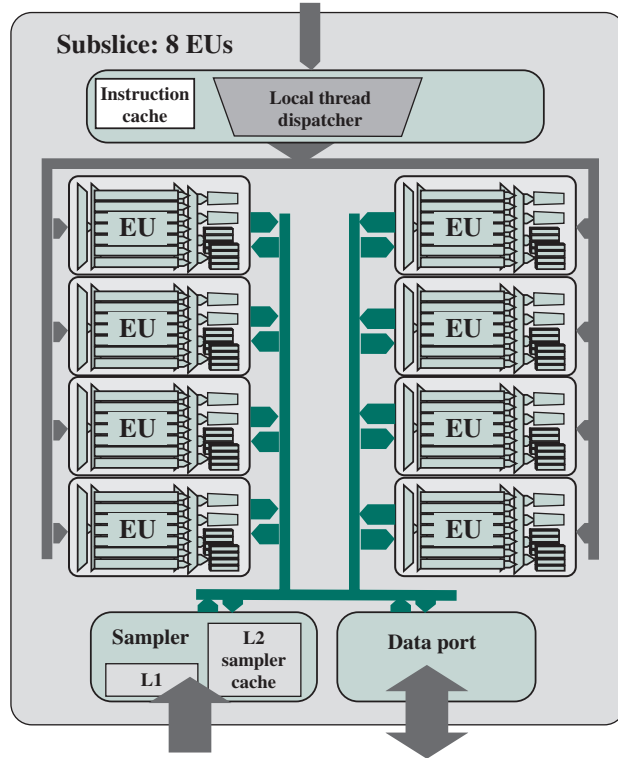 Subslice: 8 EUs
Instruction
cache
Local thread
dispatcher
EU
EU
EU
EU
EU
EU
EU
EU
Sampler
L1
L2
sampler
cache
Data port